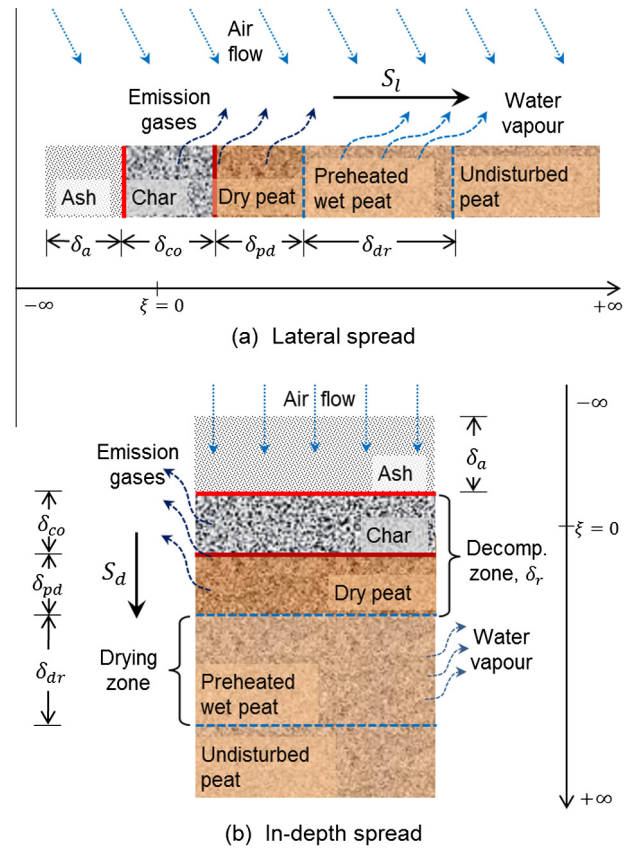 Air
flow
S_l
Emission
gases
Water
vapour
Ash
Char
Dry peat
Preheated
wet peat
Undisturbed
peat
δ_a
δ_co
δ_pd
δ_dr
−∞
ξ = 0
+∞
(a) Lateral spread
Air flow
−∞
Emission
gases
δ_a
Ash
δ_co
Char
ξ = 0
Decomp.
zone, δ_r
S_d
δ_pd
Dry peat
Drying
zone
Water
vapour
δ_dr
Preheated
wet peat
Undisturbed
peat
+∞
(b) In-depth spread